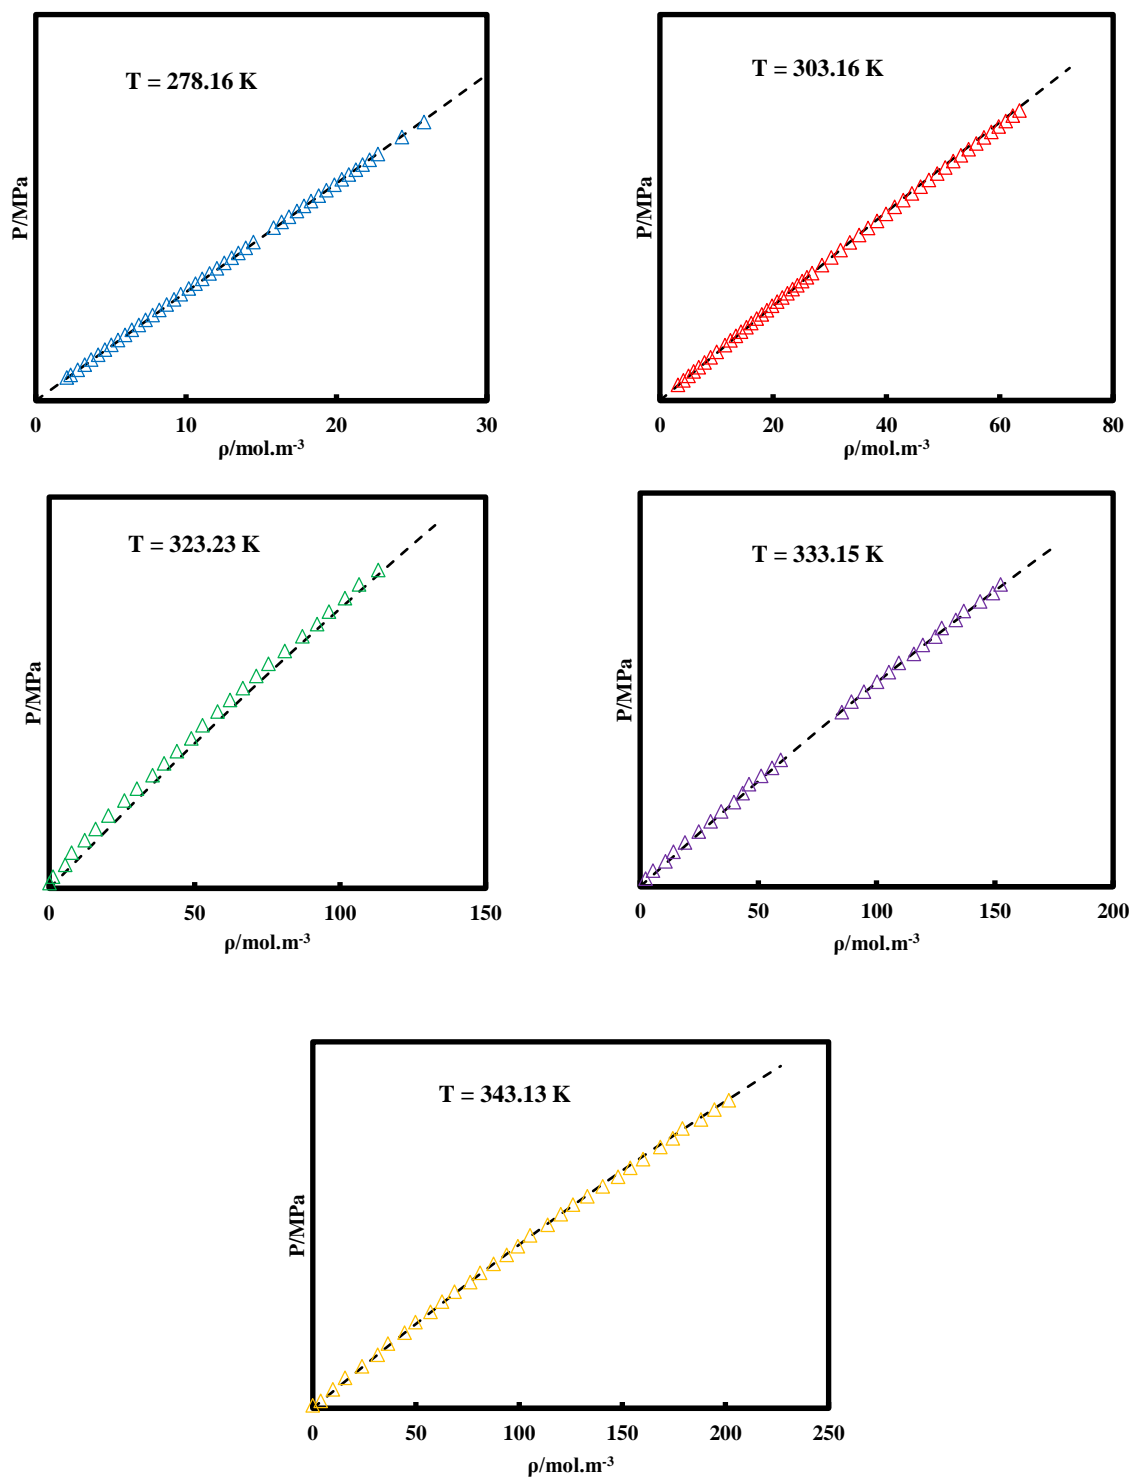 T = 278.16 K
P/MPa
0 10 20 30
ρ/mol.m-3
T = 303.16 K
P/MPa
0 20 40 60 80
ρ/mol.m-3
T = 323.23 K
P/MPa
0 50 100 150
ρ/mol.m-3
T = 333.15 K
P/MPa
0 50 100 150 200
ρ/mol.m-3
T = 343.13 K
P/MPa
0 50 100 150 200 250
ρ/mol.m-3